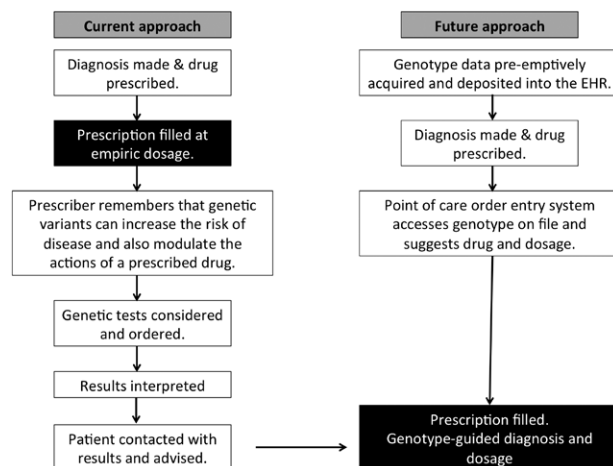 Current approach
Diagnosis made & drug
prescribed.
Prescription filled at
empiric dosage.
Prescriber remembers that genetic
variants can increase the risk of
disease and also modulate the
actions of a prescribed drug.
Genetic tests considered
and ordered.
Results interpreted
Patient contacted with
results and advised.
Future approach
Genotype data pre-emptively
acquired and deposited into the EHR.
Diagnosis made & drug
prescribed.
Point of care order entry system
accesses genotype on file and
suggests drug and dosage.
Prescription filled.
Genotype-guided diagnosis and
dosage